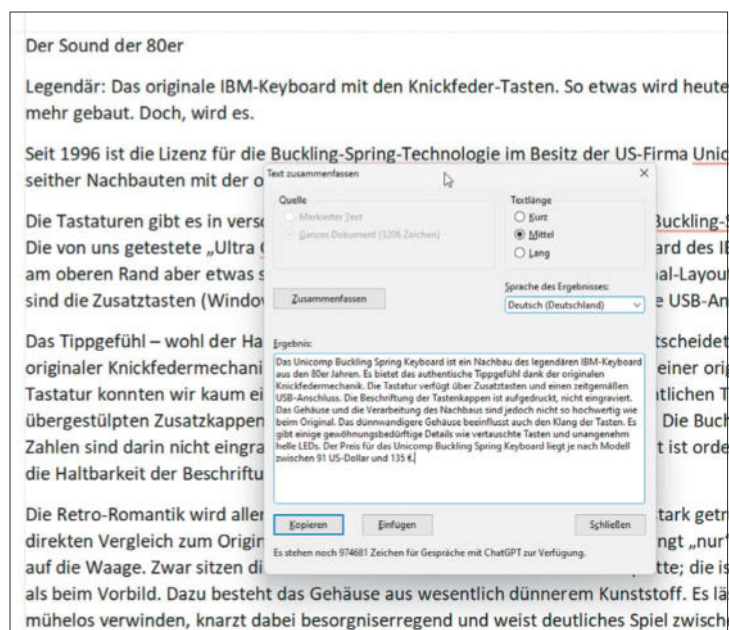 Der Sound der 80er
Legendär: Das originale IBM-Keyboard mit den Knickfeder-Tasten. So etwas wird heute
mehr gebaut. Doch, wird es.
Seit 1996 ist die Lizenz für die Buckling-Spring-Technologie im Besitz der US-Firma Unic
seither Nachbauten mit der o
Die Tastaturen gibt es in versc
Buckling-S
Die von uns getestete „Ultra
ard des IE
am oberen Rand aber etwas s
al-Layou
sind die Zusatztasten (Window
e USB-An
Das Tippgefühl – wohl der Ha
tscheidet
originaler Knickfedermechani
einer orig
Tastatur konnten wir kaum ei
ntlichen T
übergestülpten Zusatzkappen
Die Buch
Zahlen sind darin nicht eingra
t ist orde
die Haltbarkeit der Beschriftu
Die Retro-Romantik wird aller
tark getr
direkten Vergleich zum Origin
ngt „nur“
auf die Waage. Zwar sitzen di
tte; die is
als beim Vorbild. Dazu besteht das Gehäuse aus wesentlich dünnerem Kunststoff. Es lä
mühelos verwinden, knarzt dabei besorgniserregend und weist deutliches Spiel zwisch
Text zusammenfassen
Quelle
Markierter Text
Ganzes Dokument (3206 Zeichen)
Textlänge
Kurz
Mittel
Lang
Zusammenfassen
Sprache des Ergebnisses:
Deutsch (Deutschland)
Ergebnis:
Das Unicomp Buckling Spring Keyboard ist ein Nachbau des legendären IBM-Keyboard
aus den 80er Jahren. Es bietet das authentische Tippgefühl dank der originalen
Knickfedermechanik. Die Tastatur verfügt über Zusatztasten und einen zeitgemäßen
USB-Anschluss. Die Beschriftung der Tastenkappen ist aufgedruckt, nicht eingraviert.
Das Gehäuse und die Verarbeitung des Nachbaus sind jedoch nicht so hochwertig wie
beim Original. Das dünnwandigere Gehäuse beeinflusst auch den Klang der Tasten. Es
gibt einige gewöhnungsbedürftige Details wie vertauschte Tasten und unangenehm
helle LEDs. Der Preis für das Unicomp Buckling Spring Keyboard liegt je nach Modell
zwischen 91 US-Dollar und 135 €.
Kopieren
Einfügen
Schließen
Es stehen noch 974681 Zeichen für Gespräche mit ChatGPT zur Verfügung.